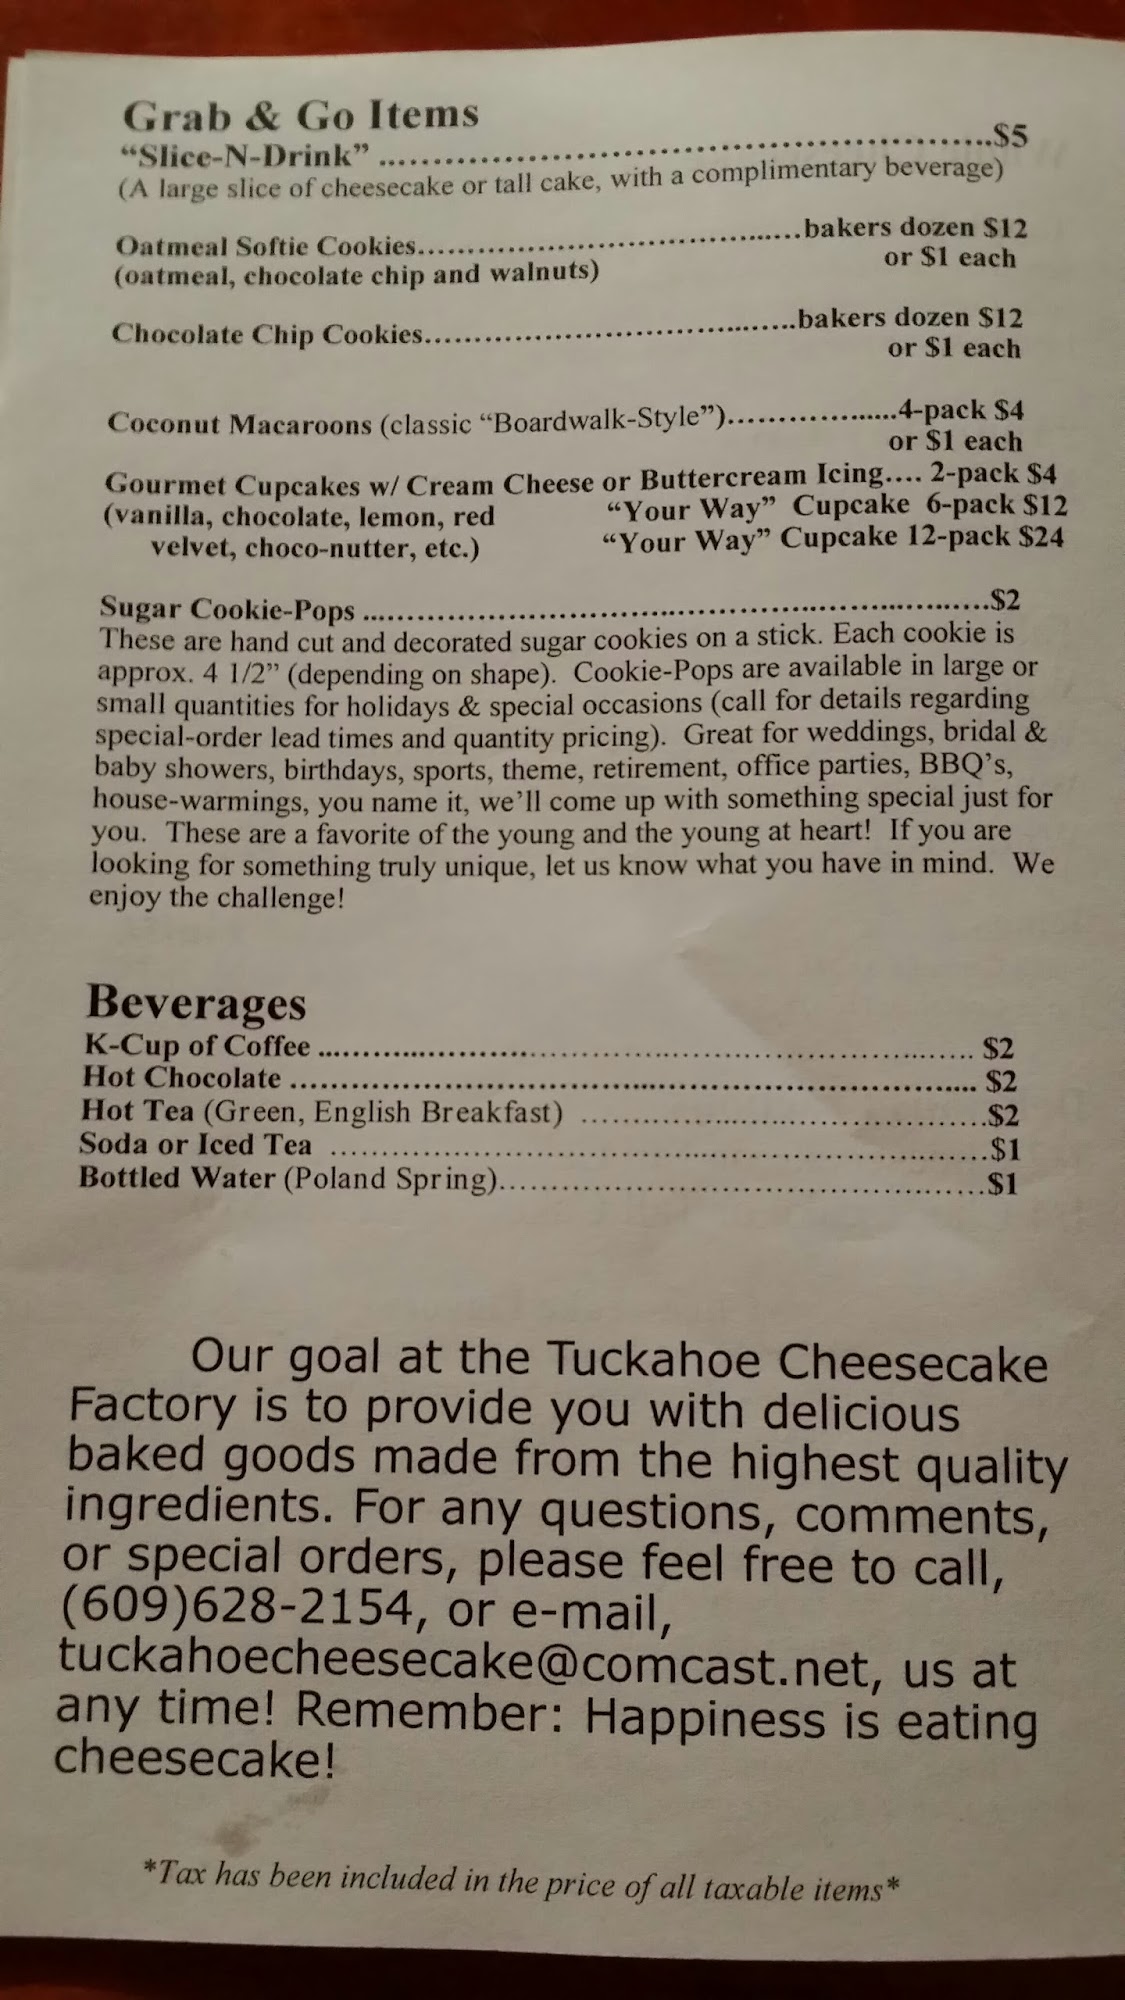 Grab & Go Items
“Slice-N-Drink” ..........................................................$5
(A large slice of cheesecake or tall cake, with a complimentary beverage)
Oatmeal Softie Cookies......................................bakers dozen $12
(oatmeal, chocolate chip and walnuts) or $1 each
Chocolate Chip Cookies.....................................bakers dozen $12
or $1 each
Coconut Macaroons (classic “Boardwalk-Style”)..................4-pack $4
or $1 each
Gourmet Cupcakes w/ Cream Cheese or Buttercream Icing.... 2-pack $4
(vanilla, chocolate, lemon, red “Your Way” Cupcake 6-pack $12
velvet, choco-nutter, etc.) “Your Way” Cupcake 12-pack $24
Sugar Cookie-Pops ..............................................................$2
These are hand cut and decorated sugar cookies on a stick. Each cookie is
approx. 4 1/2” (depending on shape). Cookie-Pops are available in large or
small quantities for holidays & special occasions (call for details regarding
special-order lead times and quantity pricing). Great for weddings, bridal &
baby showers, birthdays, sports, theme, retirement, office parties, BBQ’s,
house-warmings, you name it, we’ll come up with something special just for
you. These are a favorite of the young and the young at heart! If you are
looking for something truly unique, let us know what you have in mind. We
enjoy the challenge!
Beverages
K-Cup of Coffee ................................................................ $2
Hot Chocolate ................................................................... $2
Hot Tea (Green, English Breakfast) ........................................$2
Soda or Iced Tea .................................................................$1
Bottled Water (Poland Spring)................................................$1
Our goal at the Tuckahoe Cheesecake
Factory is to provide you with delicious
baked goods made from the highest quality
ingredients. For any questions, comments,
or special orders, please feel free to call,
(609)628-2154, or e-mail,
tuckahoecheesecake@comcast.net, us at
any time! Remember: Happiness is eating
cheesecake!
*Tax has been included in the price of all taxable items*